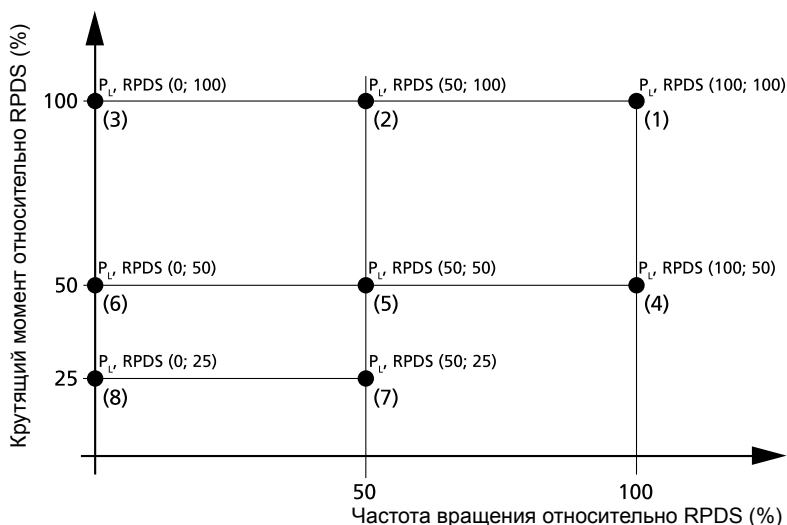 Крутящий момент относительно RPDS (%)
P_L, RPDS (0; 100)
P_L, RPDS (50; 100)
P_L, RPDS (100; 100)
100
(3)
(2)
(1)
P_L, RPDS (0; 50)
P_L, RPDS (50; 50)
P_L, RPDS (100; 50)
50
(6)
(5)
(4)
P_L, RPDS (0; 25)
P_L, RPDS (50; 25)
25
(8)
(7)
50
100
Частота вращения относительно RPDS (%)